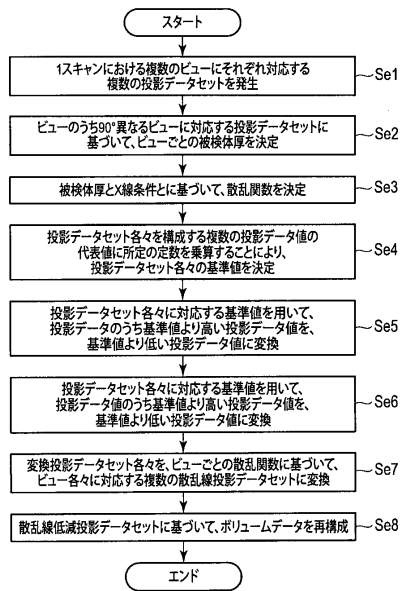 スタート
1スキャンにおける複数のビューにそれぞれ対応する
複数の投影データセットを発生
Se1
ビューのうち90°異なるビューに対応する投影データセットに
基づいて、ビューごとの被検体厚を決定
Se2
被検体厚とX線条件とに基づいて、散乱関数を決定
Se3
投影データセット各々を構成する複数の投影データ値の
代表値に所定の定数を乗算することにより、
投影データセット各々の基準値を決定
Se4
投影データセット各々に対応する基準値を用いて、
投影データのうち基準値より高い投影データ値を、
基準値より低い投影データ値に変換
Se5
投影データセット各々に対応する基準値を用いて、
投影データ値のうち基準値より高い投影データ値を、
基準値より低い投影データ値に変換
Se6
変換投影データセット各々を、ビューごとの散乱関数に基づいて、
ビュー各々に対応する複数の散乱線投影データセットに変換
Se7
散乱線低減投影データセットに基づいて、ボリュームデータを再構成
Se8
エンド